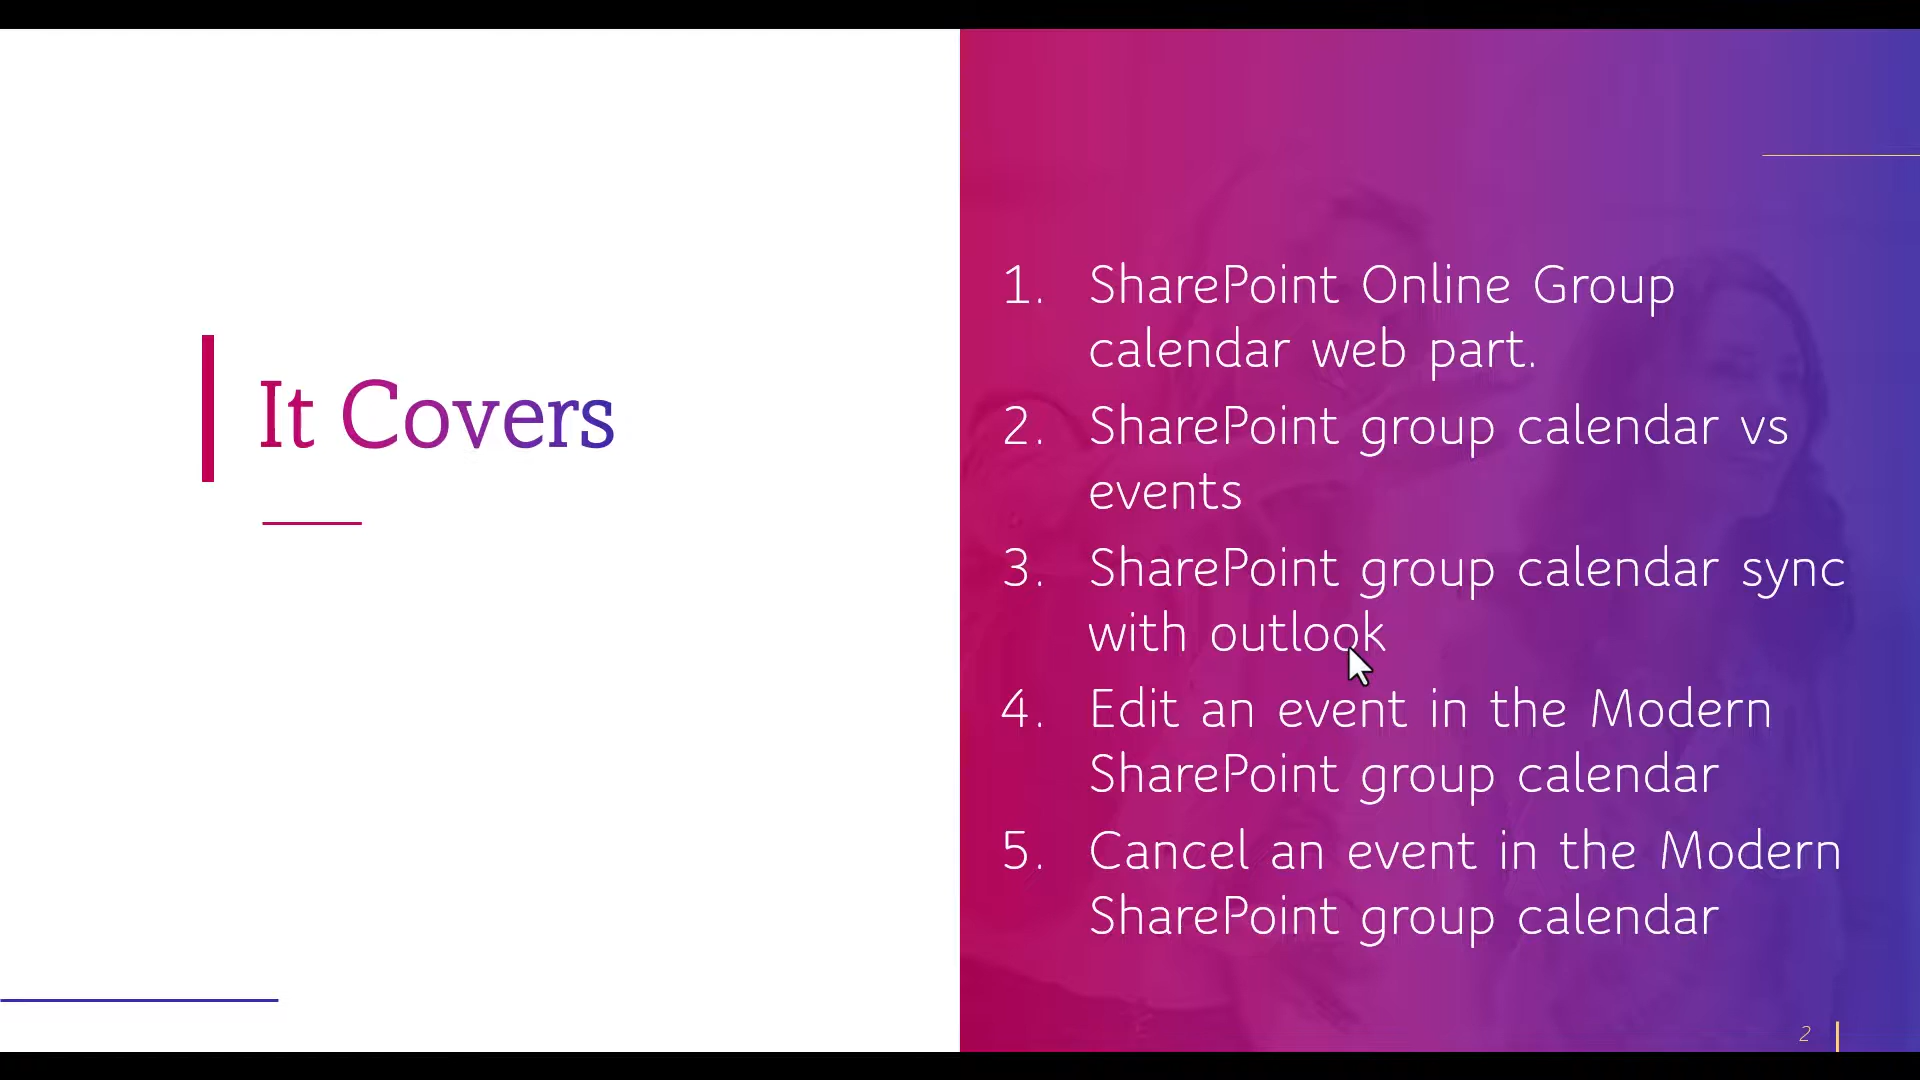 It Covers
1. SharePoint Online Group
calendar web part.
2. SharePoint group calendar vs
events
3. SharePoint group calendar sync
with outlook
4. Edit an event in the Modern
SharePoint group calendar
5. Cancel an event in the Modern
SharePoint group calendar
2